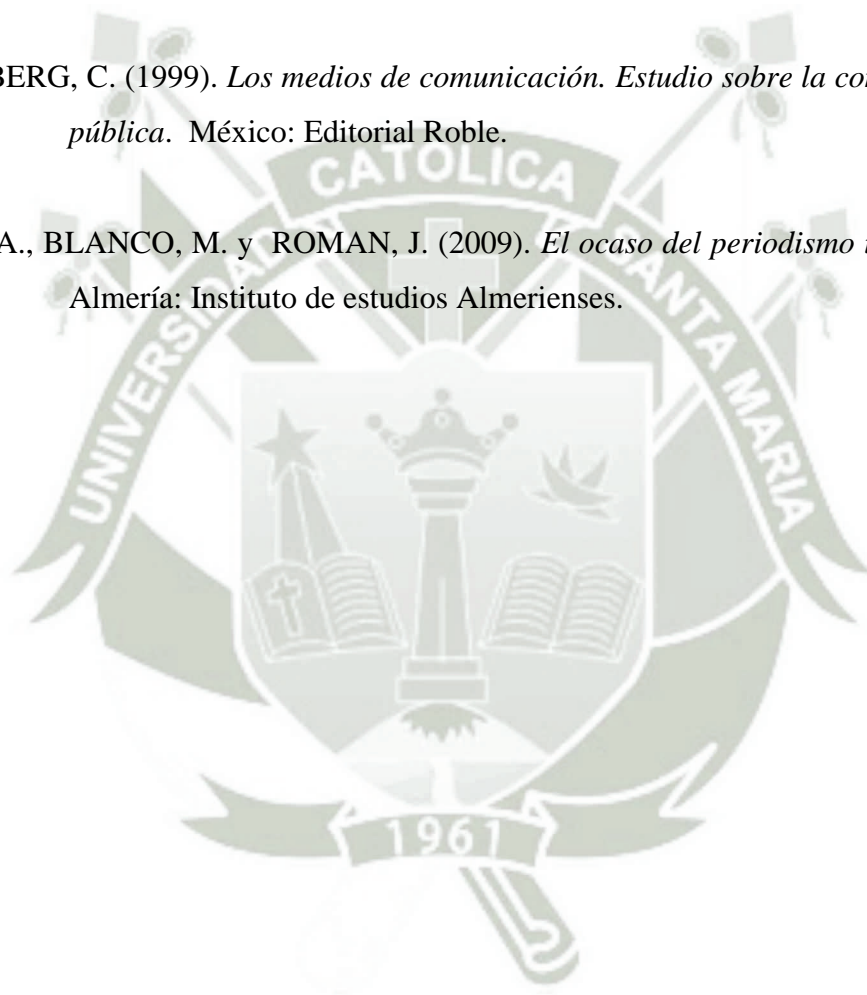 BERG, C. (1999). Los medios de comunicación. Estudio sobre la
pública. México: Editorial Roble.
CATOLICA
A., BLANCO, M. y ROMAN, J. (2009). El ocaso del periodismo
Almería: Instituto de estudios Almerienses.
UNIVERSIDAD
SANTA MARIA
1961